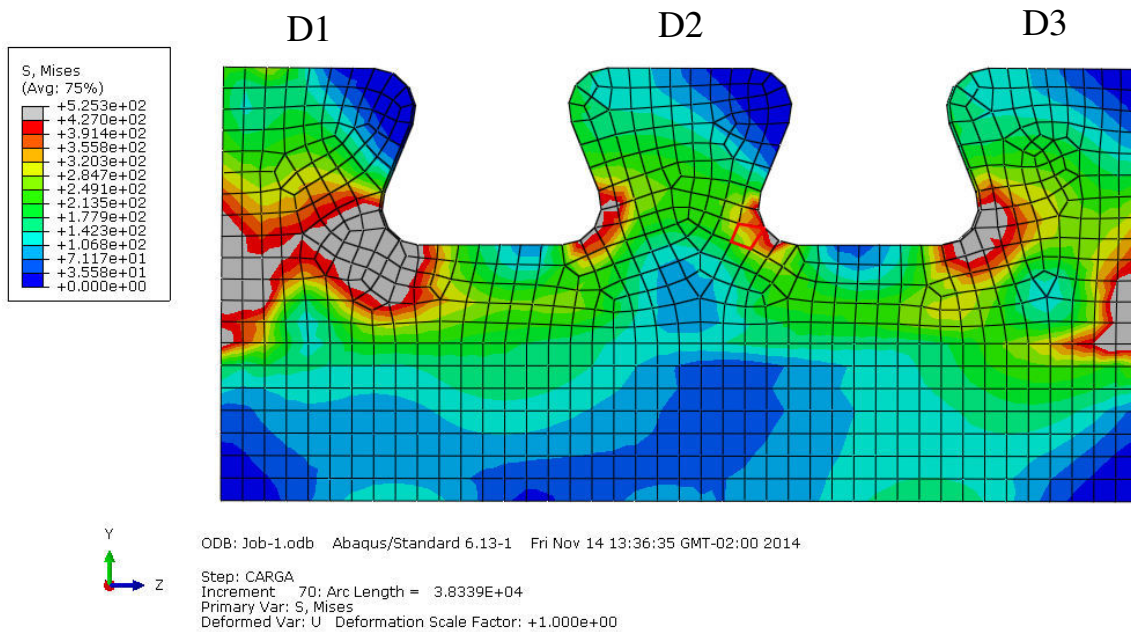 D1 D2 D3
S, Mises
(Avg: 75%)
+5.253e+02
+4.270e+02
+3.914e+02
+3.558e+02
+3.203e+02
+2.847e+02
+2.491e+02
+2.135e+02
+1.779e+02
+1.423e+02
+1.068e+02
+7.117e+01
+3.558e+01
+0.000e+00
Y
Z
ODB: Job-1.odb Abaqus/Standard 6.13-1 Fri Nov 14 13:36:35 GMT-02:00 2014
Step: CARGA
Increment 70: Arc Length = 3.8339E+04
Primary Var: S, Mises
Deformed Var: U Deformation Scale Factor: +1.000e+00